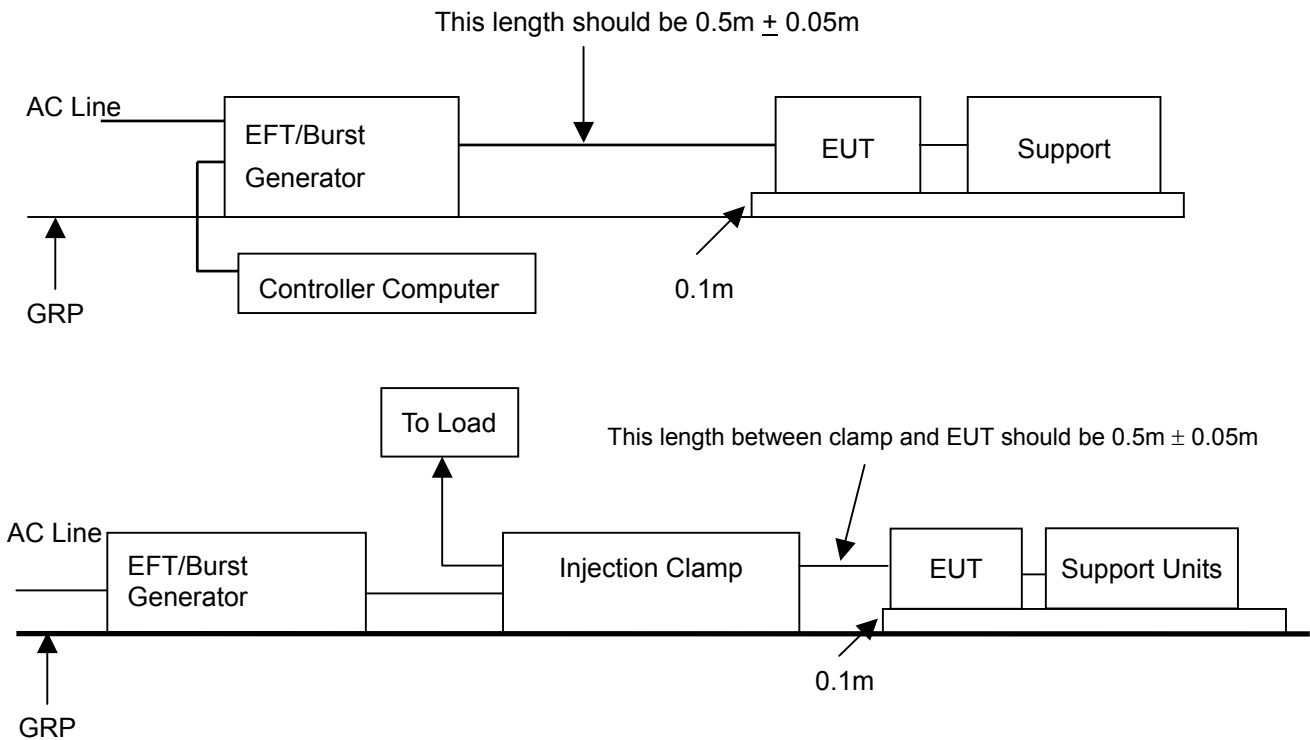 This length should be 0.5m ± 0.05m
AC Line
EFT/Burst
Generator
EUT
Support
Controller Computer
0.1m
GRP
To Load
This length between clamp and EUT should be 0.5m ± 0.05m
AC Line
EFT/Burst
Generator
Injection Clamp
EUT
Support Units
0.1m
GRP